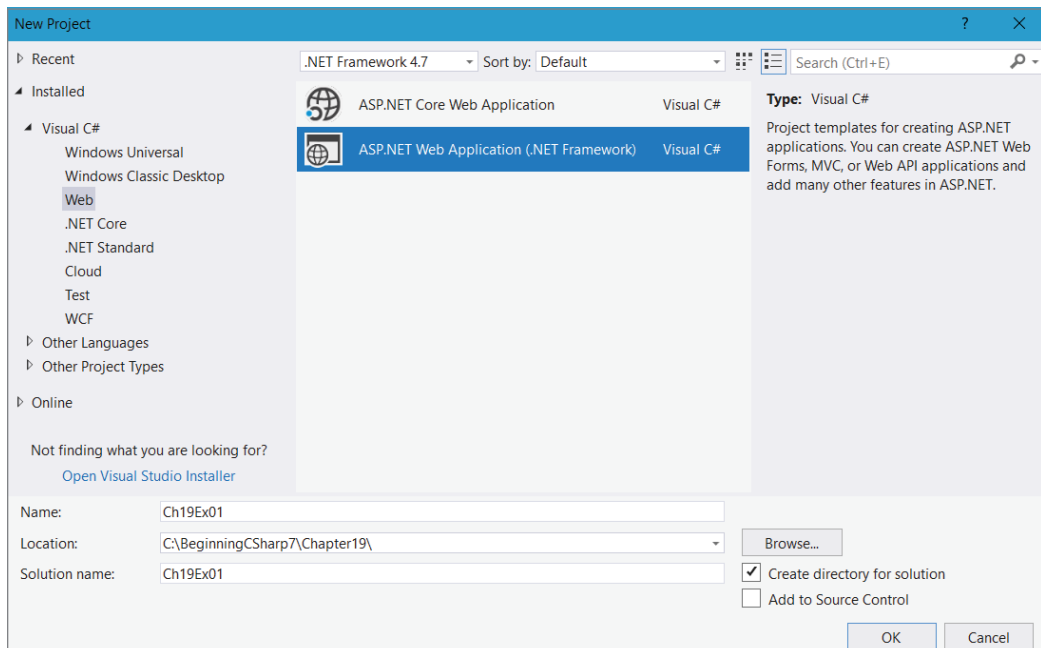 New Project
?
Recent
Installed
Visual C#
Windows Universal
Windows Classic Desktop
Web
.NET Core
.NET Standard
Cloud
Test
WCF
Other Languages
Other Project Types
Online
Not finding what you are looking for?
Open Visual Studio Installer
.NET Framework 4.7
Sort by: Default
Search (Ctrl+E)
ASP.NET Core Web Application Visual C#
ASP.NET Web Application (.NET Framework) Visual C#
Type: Visual C#
Project templates for creating ASP.NET
applications. You can create ASP.NET Web
Forms, MVC, or Web API applications and
add many other features in ASP.NET.
Name: Ch19Ex01
Location: C:\BeginningCSharp7\Chapter19\
Solution name: Ch19Ex01
Browse...
Create directory for solution
Add to Source Control
OK
Cancel